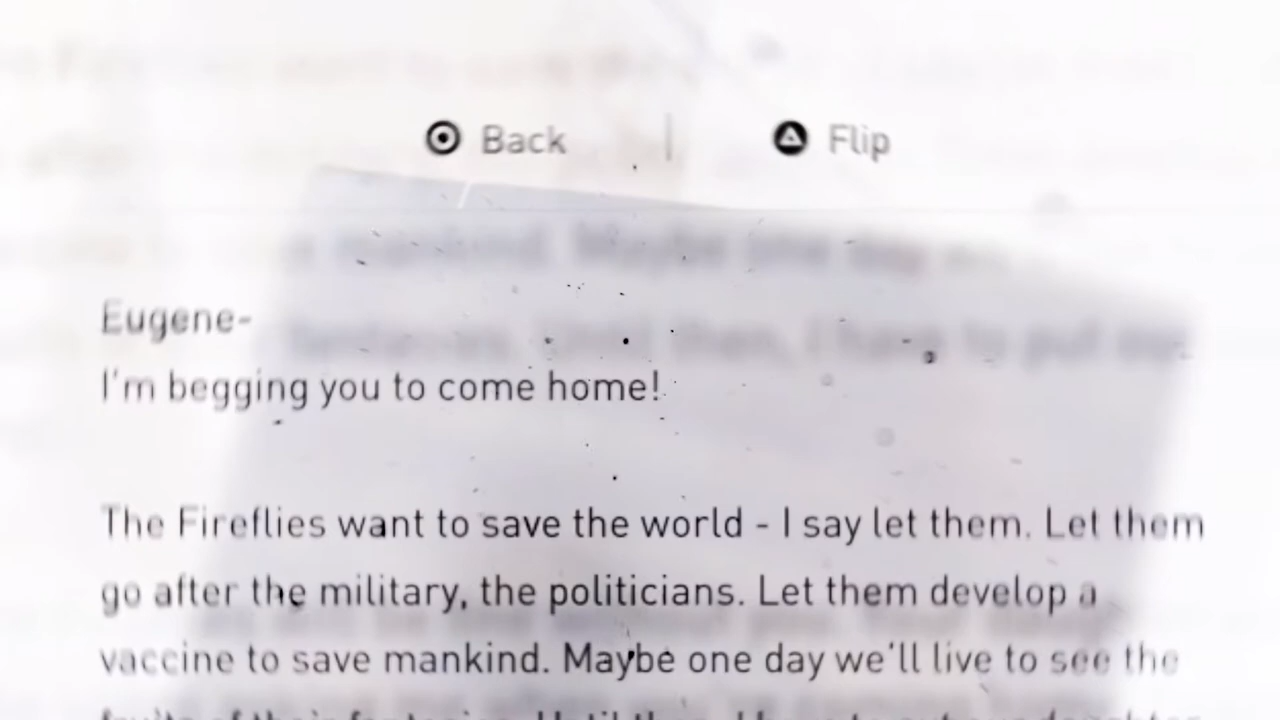 Back | Flip
Eugene-
I'm begging you to come home!
The Fireflies want to save the world - I say let them. Let them
go after the military, the politicians. Let them develop a
vaccine to save mankind. Maybe one day we'll live to see the